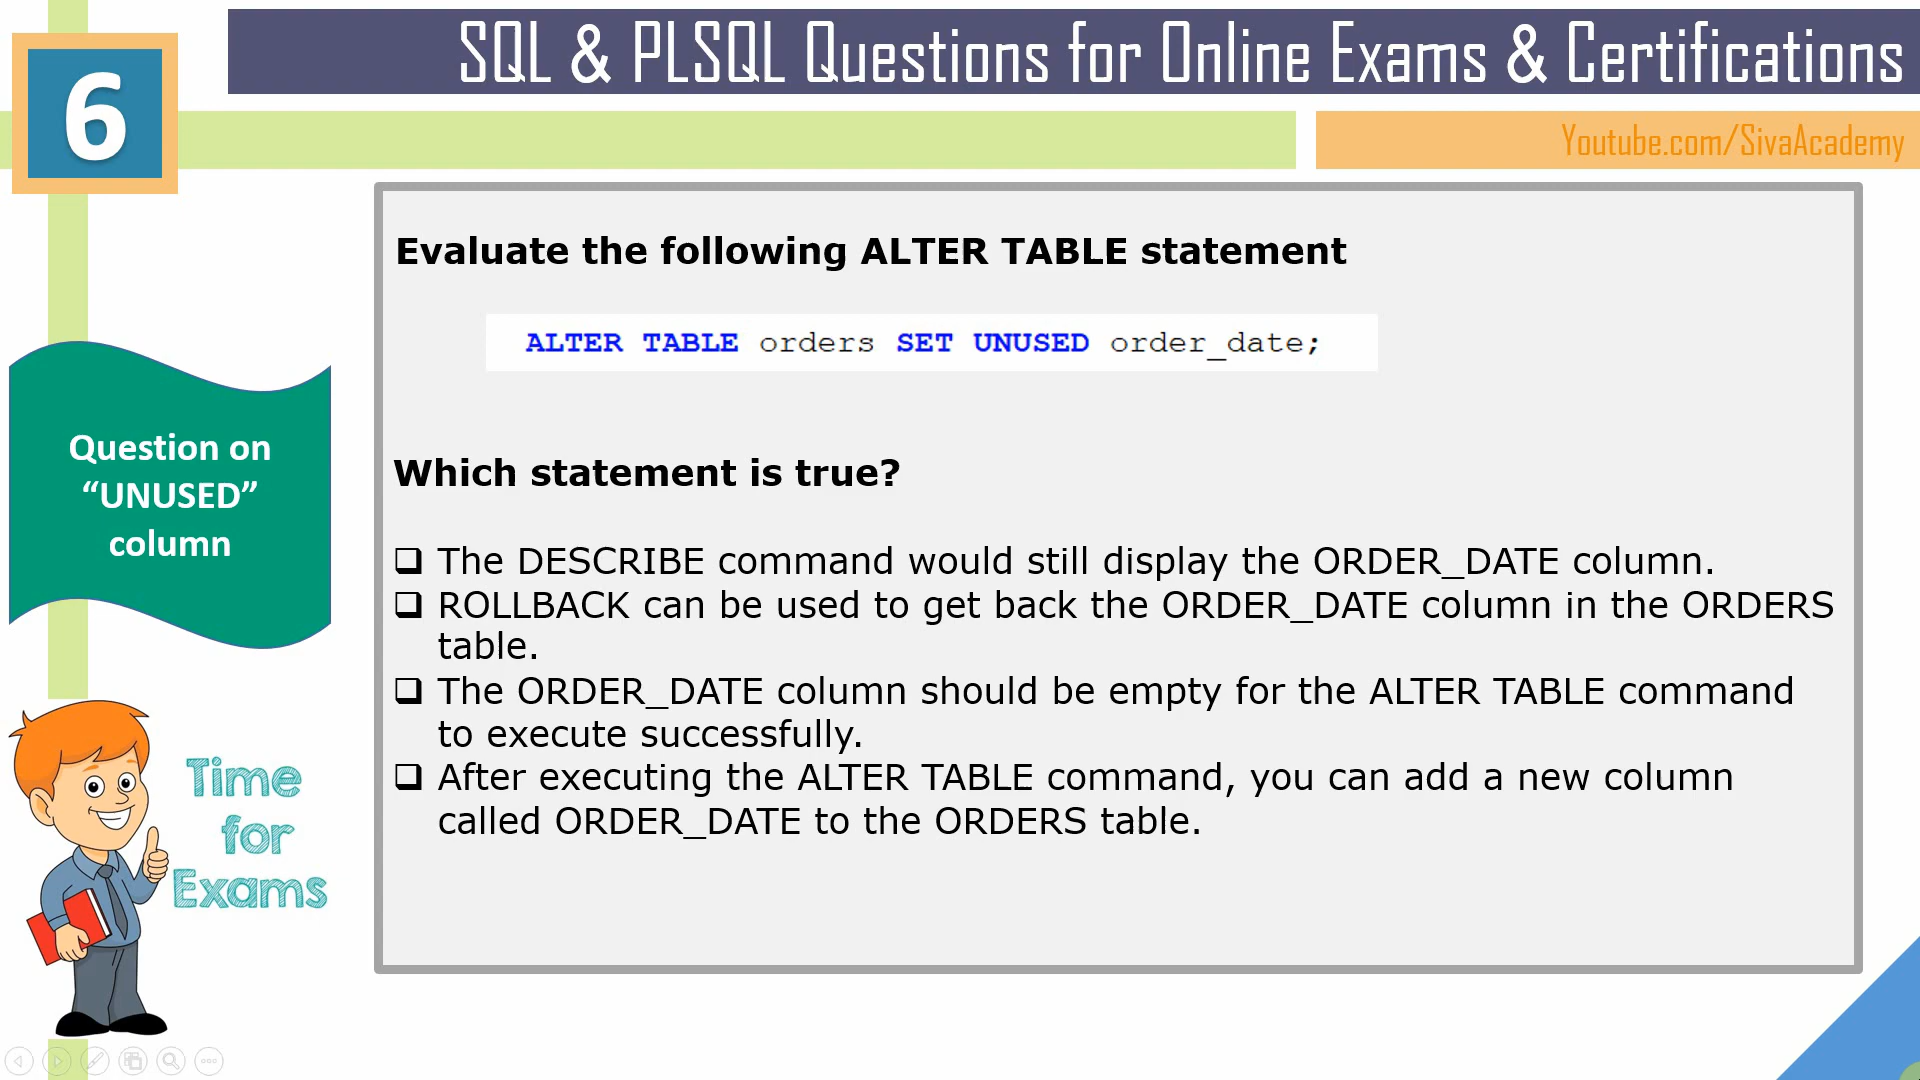 SQL & PLSQL Questions for Online Exams & Certifications
6
Youtube.com/SivaAcademy
Evaluate the following ALTER TABLE statement
ALTER TABLE orders SET UNUSED order_date;
Question on
“UNUSED”
column
Which statement is true?
❑ The DESCRIBE command would still display the ORDER_DATE column.
❑ ROLLBACK can be used to get back the ORDER_DATE column in the ORDERS
table.
❑ The ORDER_DATE column should be empty for the ALTER TABLE command
to execute successfully.
❑ After executing the ALTER TABLE command, you can add a new column
called ORDER_DATE to the ORDERS table.
Time
for
Exams